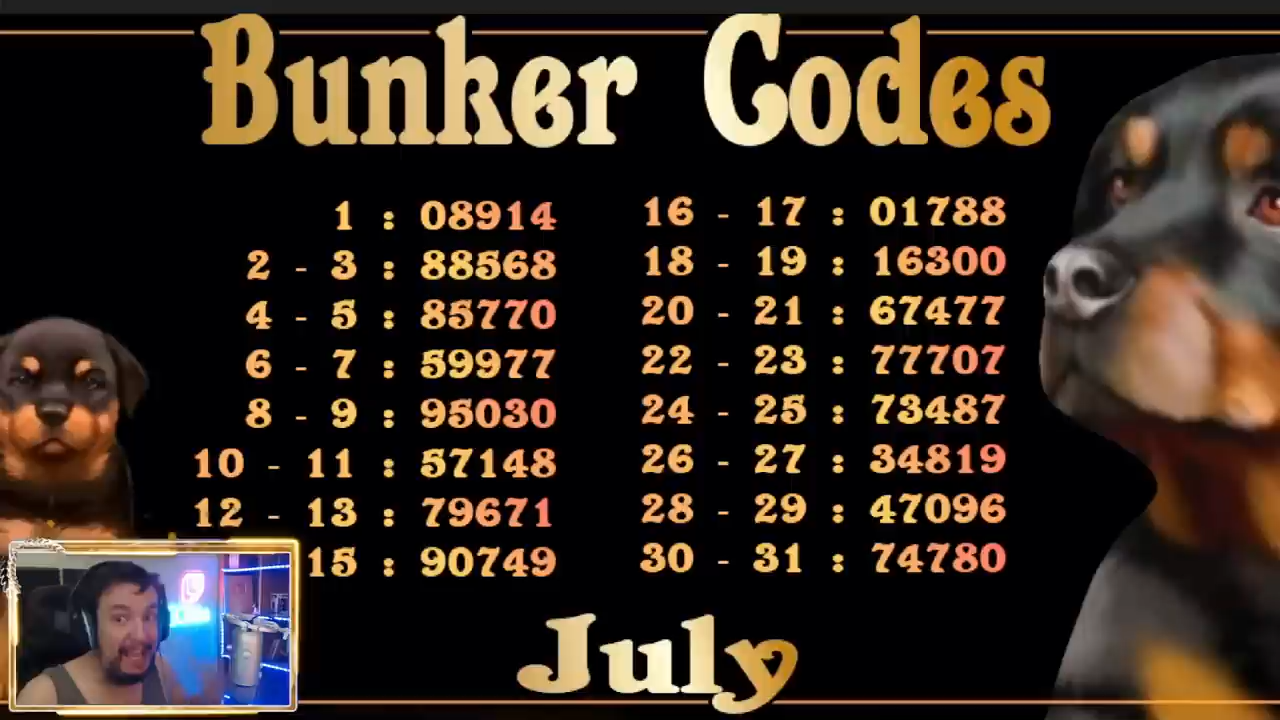 Bunker Codes
1 : 08914
2 - 3 : 88568
4 - 5 : 85770
6 - 7 : 59977
8 - 9 : 95030
10 - 11 : 57148
12 - 13 : 79671
15 : 90749
16 - 17 : 01788
18 - 19 : 16300
20 - 21 : 67477
22 - 23 : 77707
24 - 25 : 73487
26 - 27 : 34819
28 - 29 : 47096
30 - 31 : 74780
July